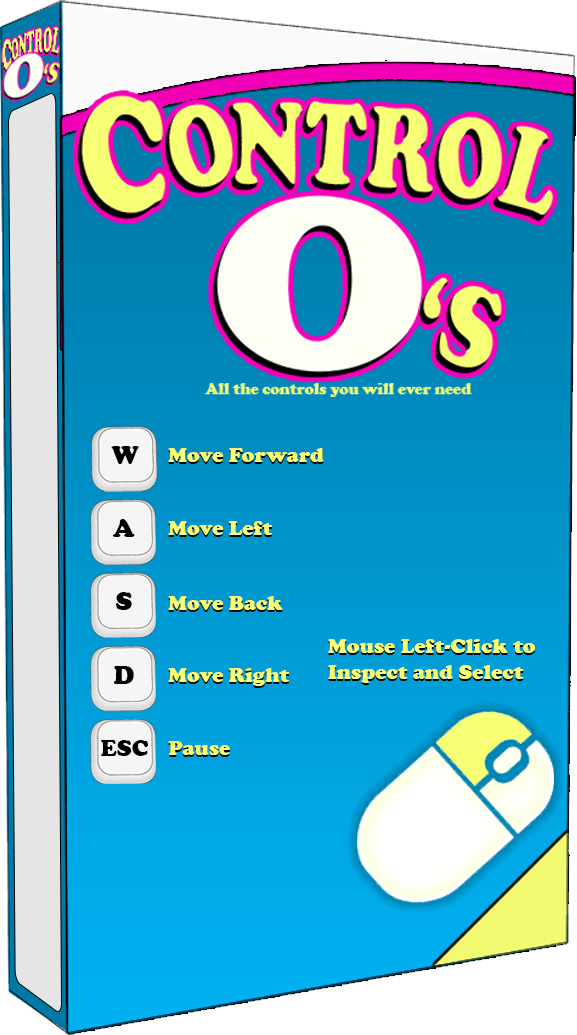 CONTROL
O'S
CONTROL
O‘S
All the controls you will ever need
W Move Forward
A Move Left
S Move Back
Mouse Left-Click to
Inspect and Select
D Move Right
ESC Pause